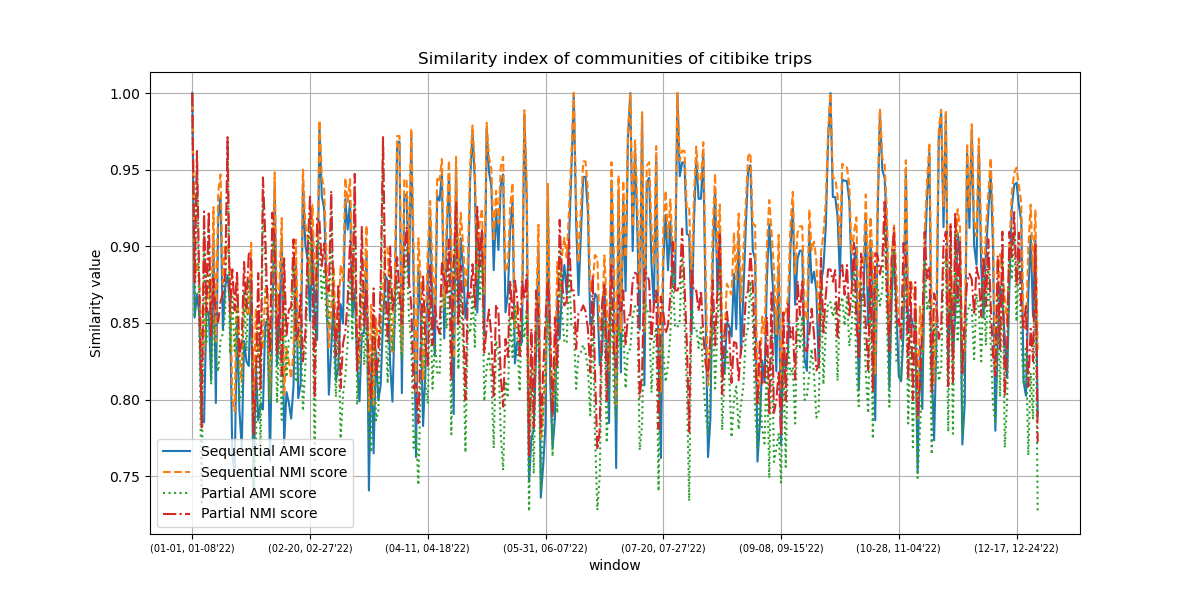 Similarity index of communities of citibike trips
Similarity value
1.00
0.95
0.90
0.85
0.80
0.75
Sequential AMI score
Sequential NMI score
Partial AMI score
Partial NMI score
(01-01, 01-08'22) (02-20, 02-27'22) (04-11, 04-18'22) (05-31, 06-07'22) (07-20, 07-27'22) (09-08, 09-15'22) (10-28, 11-04'22) (12-17, 12-24'22)
window